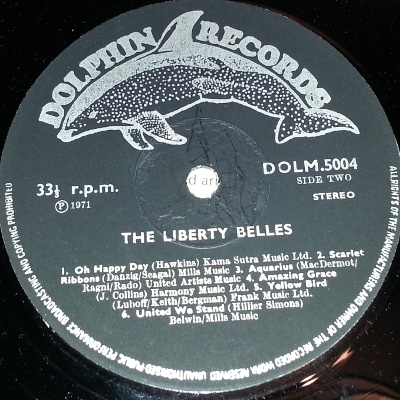 DOLPHIN RECORDS
DOLM.5004
SIDE TWO
33⅓ r.p.m.
STEREO
Ⓟ 1971
d art
THE LIBERTY BELLES
1. Oh Happy Day (Hawkins) Kama Sutra Music Ltd. 2. Scarlet
Ribbons (Danzig/Seagal) Mills Music 3. Aquarius (MacDermot/
Ragni/Rado) United Artists Music 4. Amazing Grace
(J. Collins) Harmony Music Ltd. 5. Yellow Bird
(Luboff/Keith/Bergman) Frank Music Ltd.
6. United We Stand (Hillier Simons)
Belwin/Mills Music
ALL RIGHTS OF THE MANUFACTURERS AND OWNER OF THE RECORDED WORK RESERVED UNAUTHORISED PUBLIC PERFORMANCE BROADCASTING AND COPYING PROHIBITED